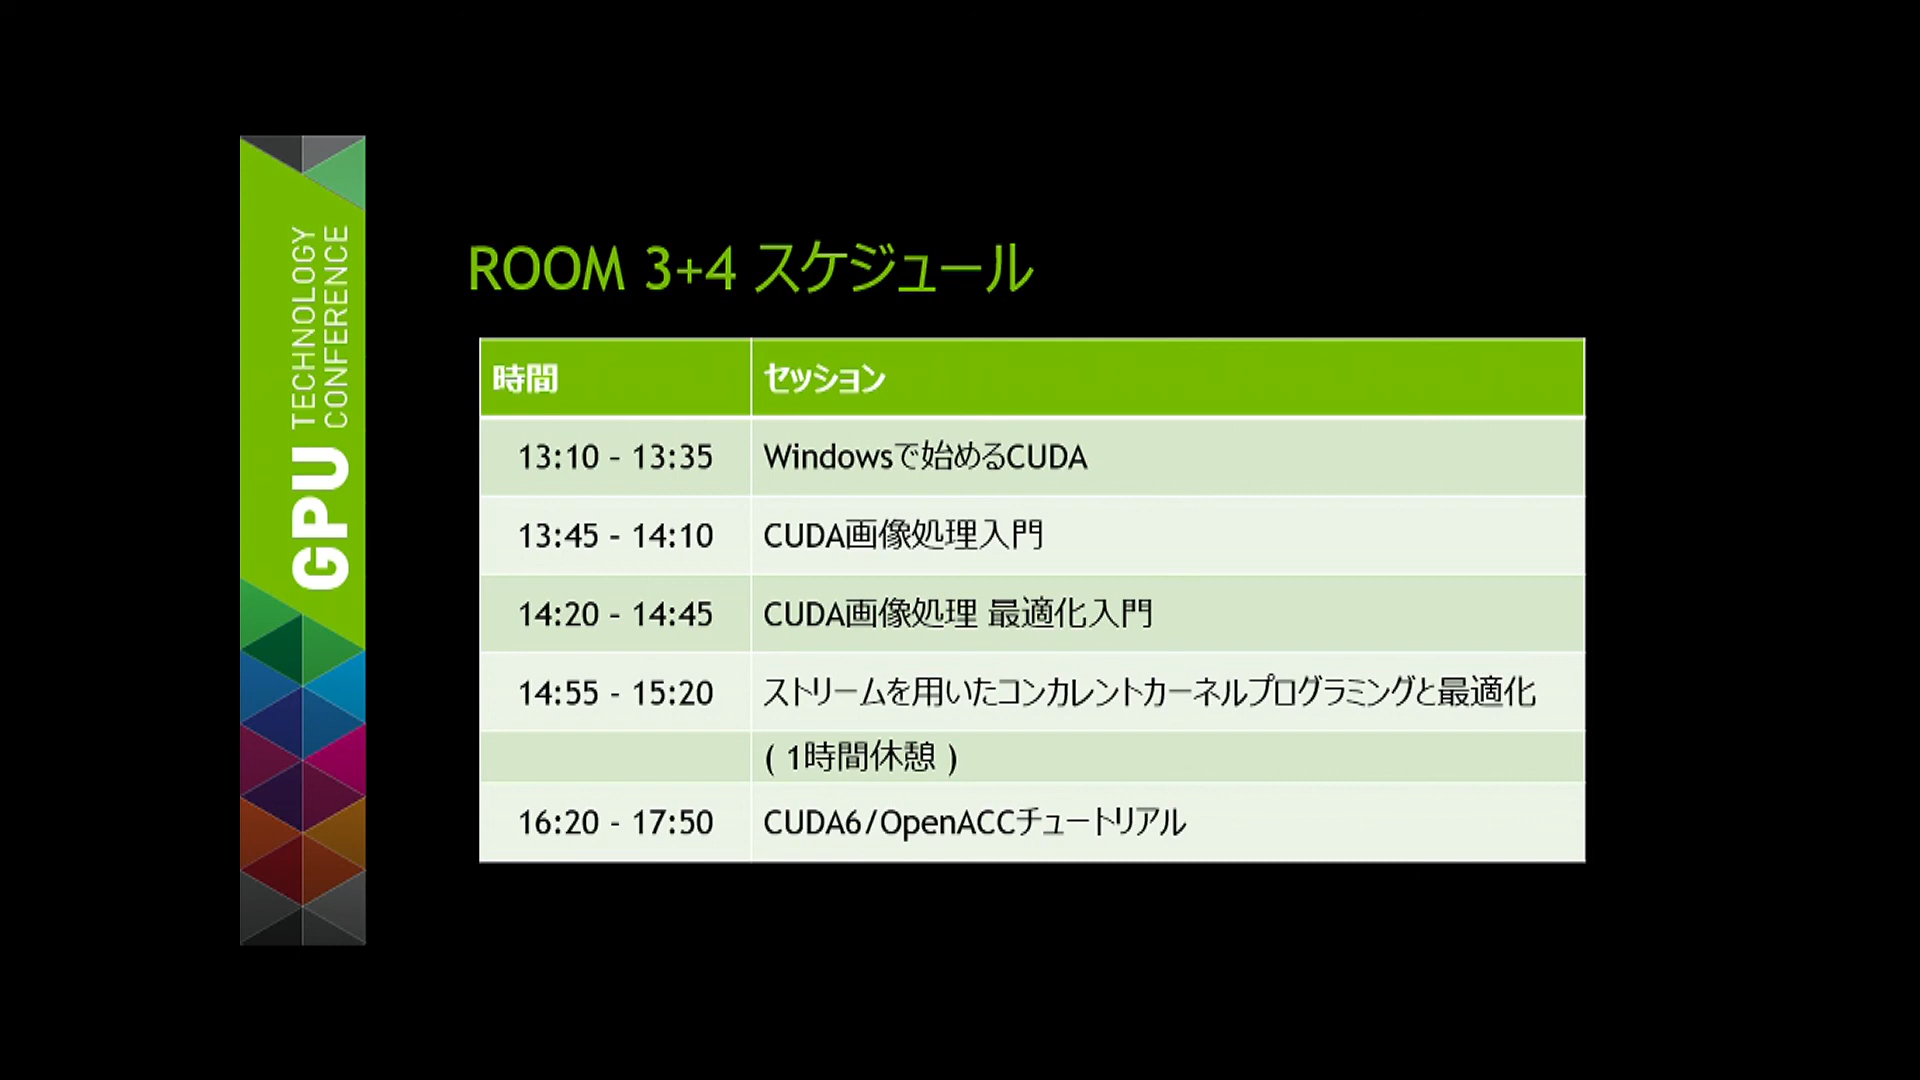 GPU TECHNOLOGY
CONFERENCE
ROOM 3+4 スケジュール
時間 セッション
13:10 - 13:35 Windowsで始めるCUDA
13:45 - 14:10 CUDA画像処理入門
14:20 - 14:45 CUDA画像処理 最適化入門
14:55 - 15:20 ストリームを用いたコンカレントカーネルプログラミングと最適化
( 1時間休憩 )
16:20 - 17:50 CUDA6/OpenACCチュートリアル